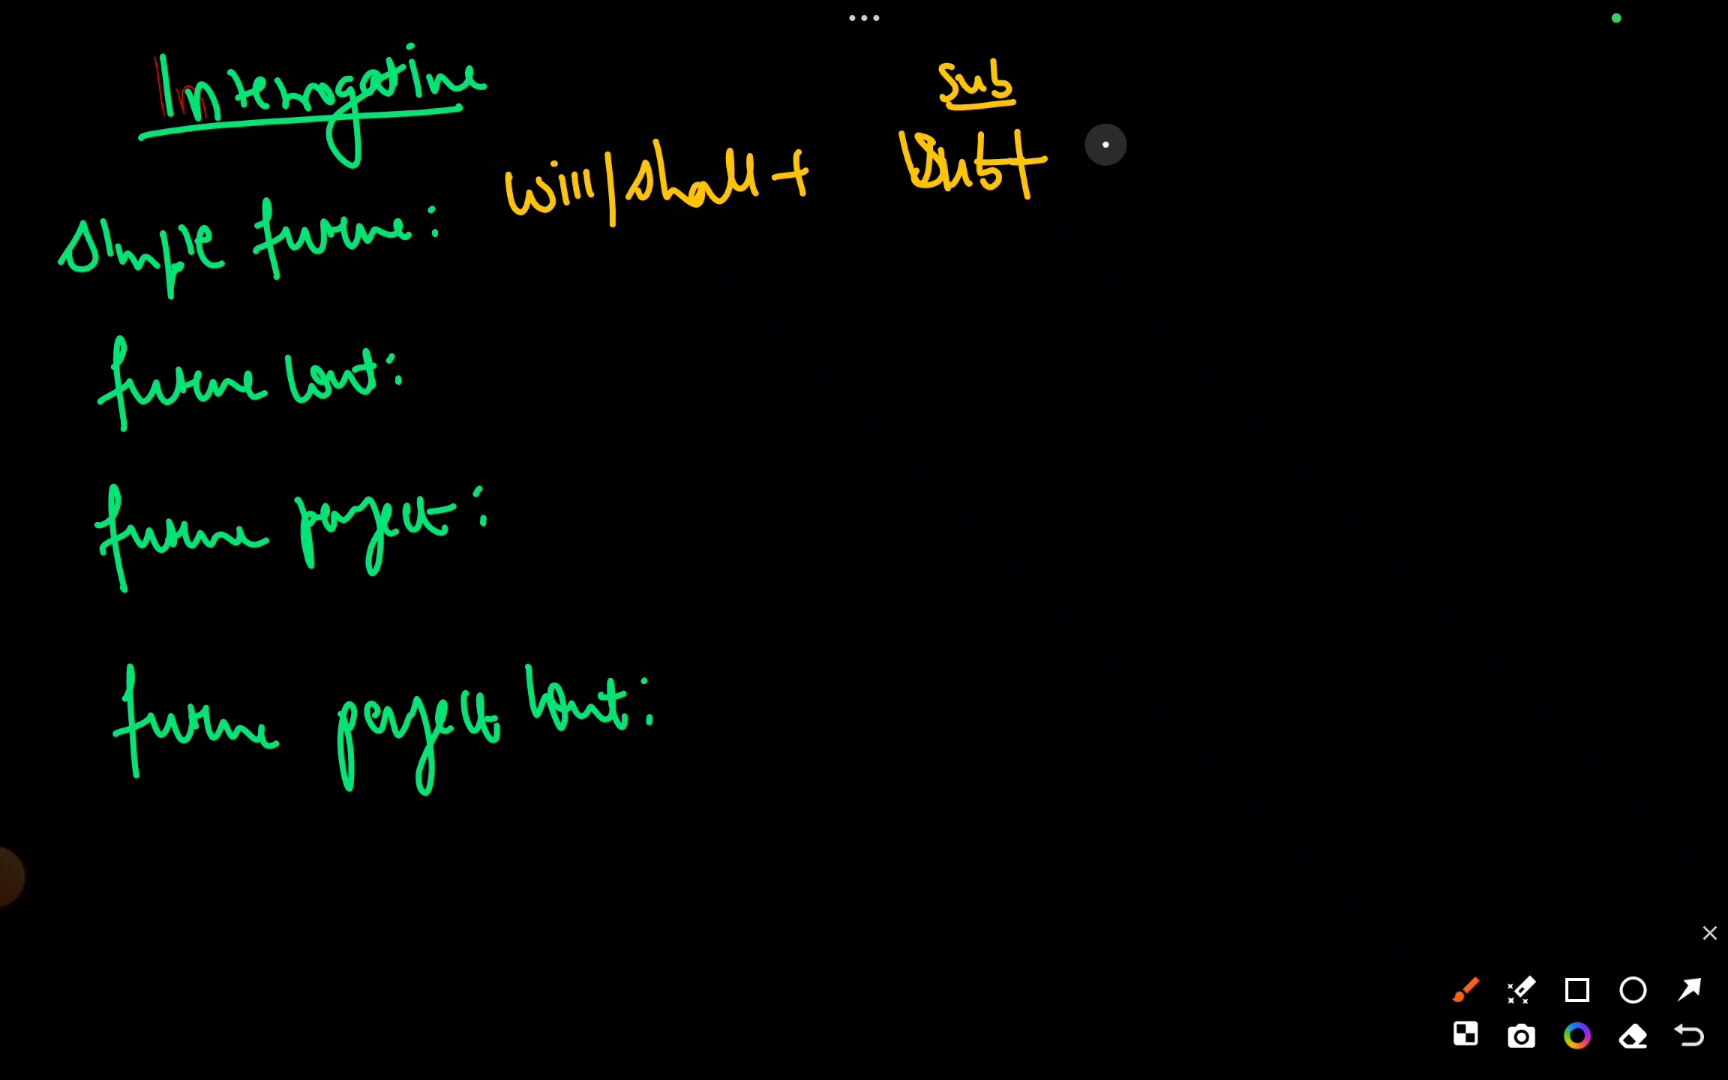 Interrogative
Sub
will/shall + Sub +
Simple future:
future Cont:
future perfect:
future perfect Cont: